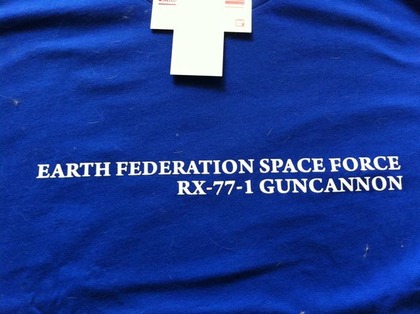 EARTH FEDERATION SPACE FORCE
RX-77-1 GUNCANNON